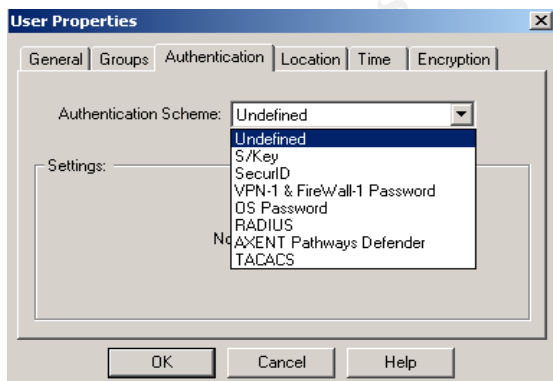 User Properties
General Groups Authentication Location Time Encryption
Authentication Scheme: Undefined
Undefined
S/Key
SecurID
VPN-1 & FireWall-1 Password
OS Password
RADIUS
AXENT Pathways Defender
TACACS
Settings:
OK Cancel Help